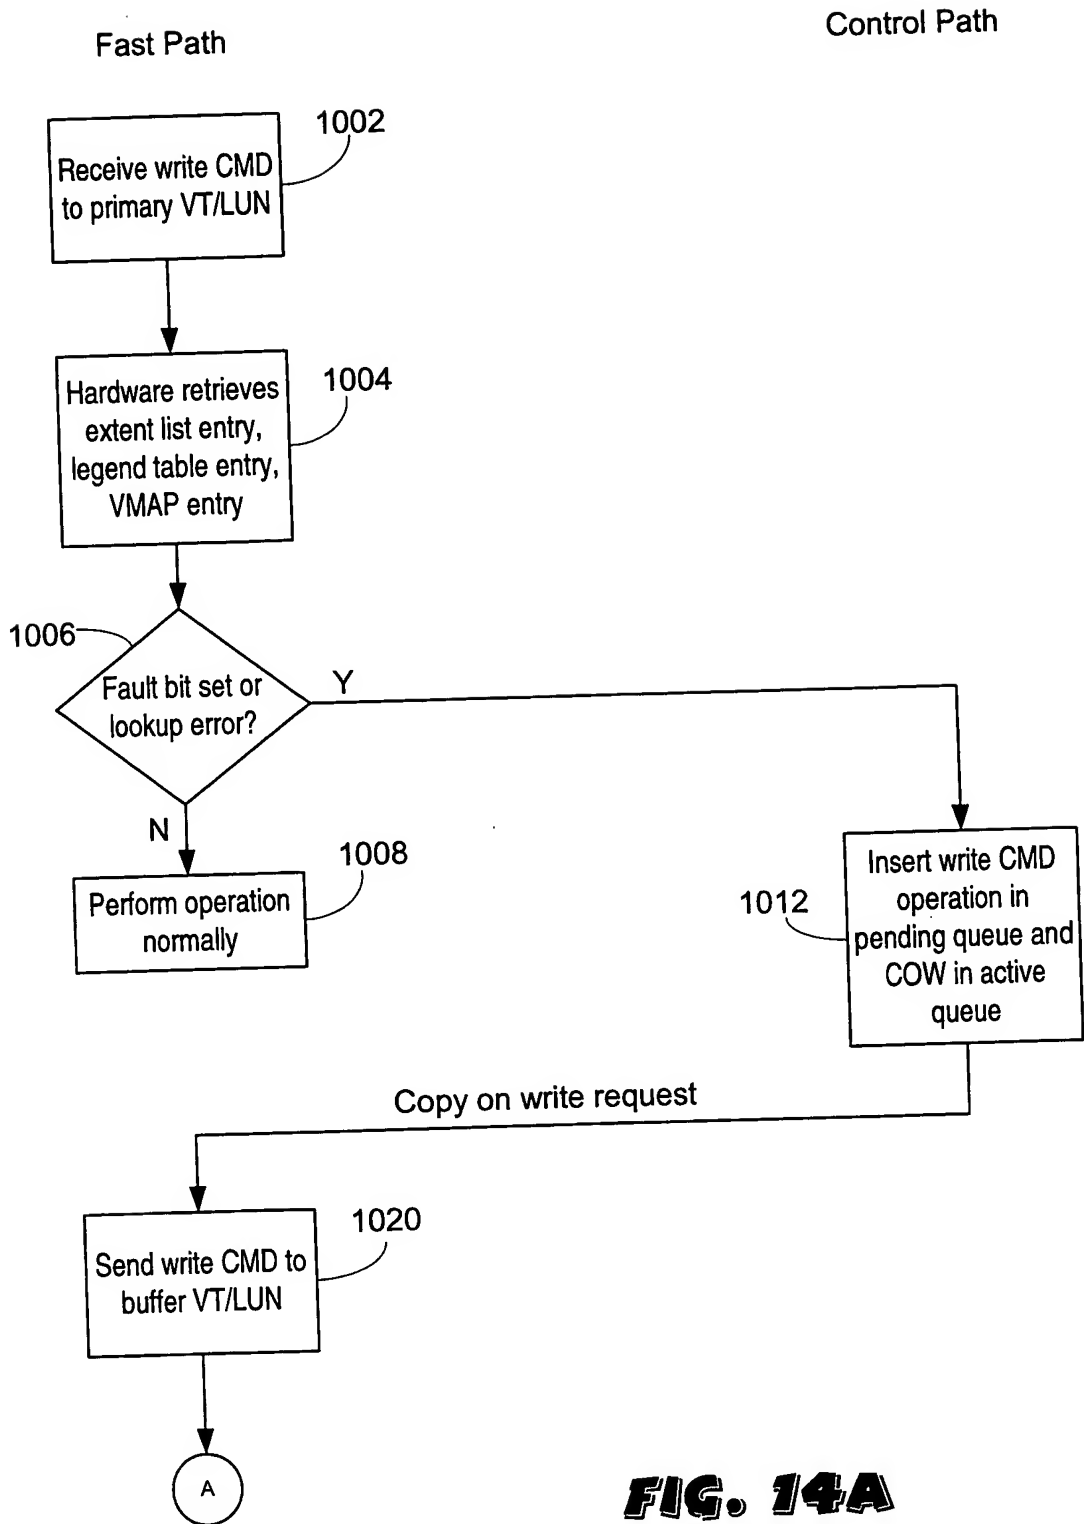 Fast Path
Control Path
1002
Receive write CMD
to primary VT/LUN
1004
Hardware retrieves
extent list entry,
legend table entry,
VMAP entry
1006
Fault bit set or
lookup error?
Y
N
1008
Perform operation
normally
1012
Insert write CMD
operation in
pending queue and
COW in active
queue
Copy on write request
1020
Send write CMD to
buffer VT/LUN
A
FIG. 14A